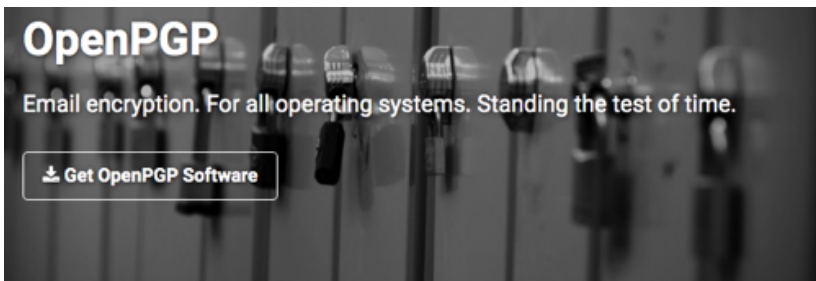 OpenPGP
Email encryption. For all operating systems. Standing the test of time.
Get OpenPGP Software